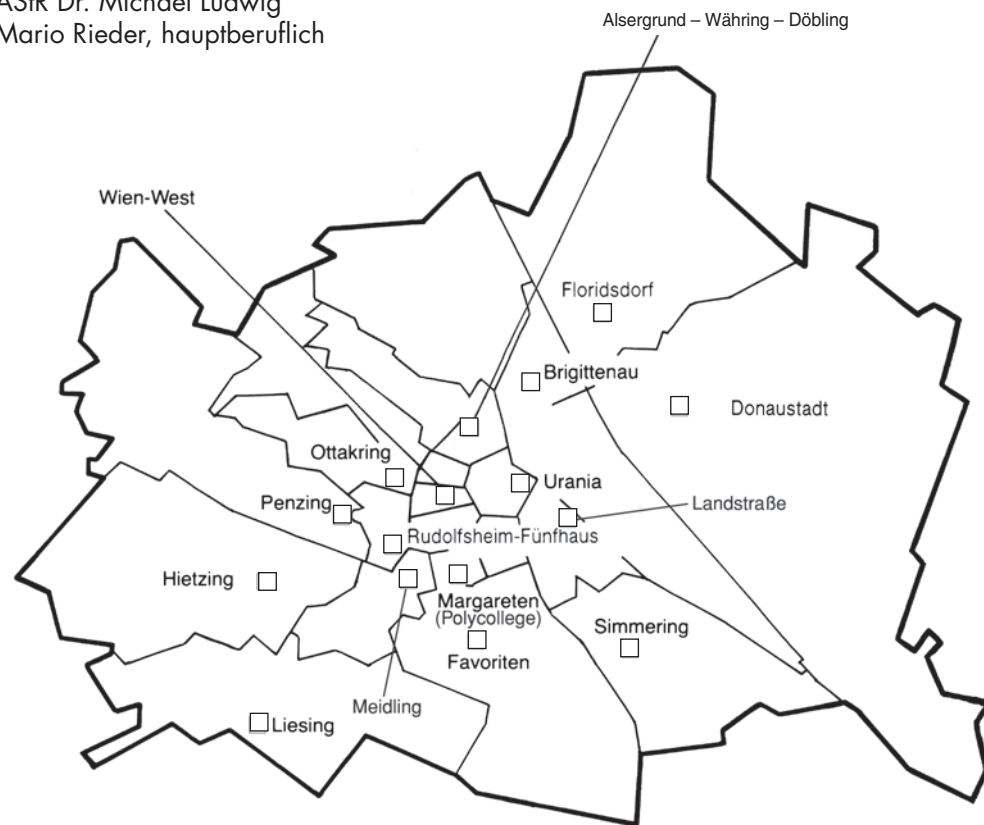 AStR Dr. Michael Ludwig
Mario Rieder, hauptberuflich
Alsergrund – Währing – Döbling
Wien-West
Floridsdorf
Brigittenau
Donaustadt
Ottakring
Urania
Penzing
Landstraße
Rudolfsheim-Fünfhaus
Hietzing
Margareten
(Polycollege)
Simmering
Favoriten
Meidling
Liesing